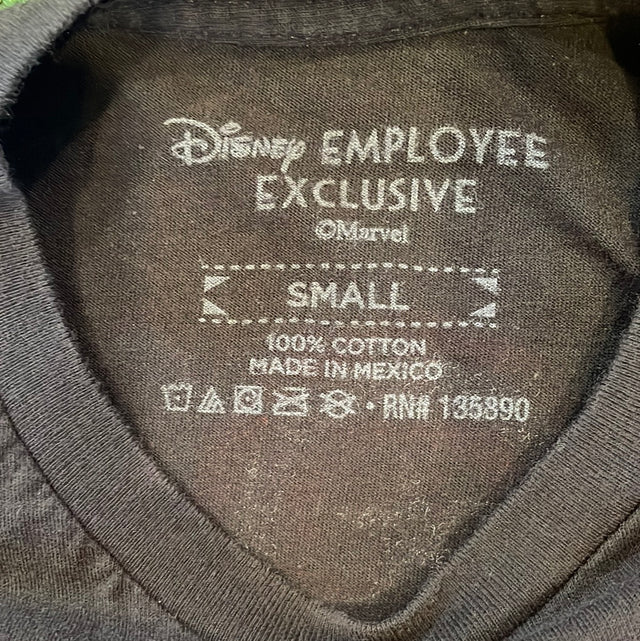 Disney EMPLOYEE
EXCLUSIVE
©Marvel
SMALL
100% COTTON
MADE IN MEXICO
• RN# 135890